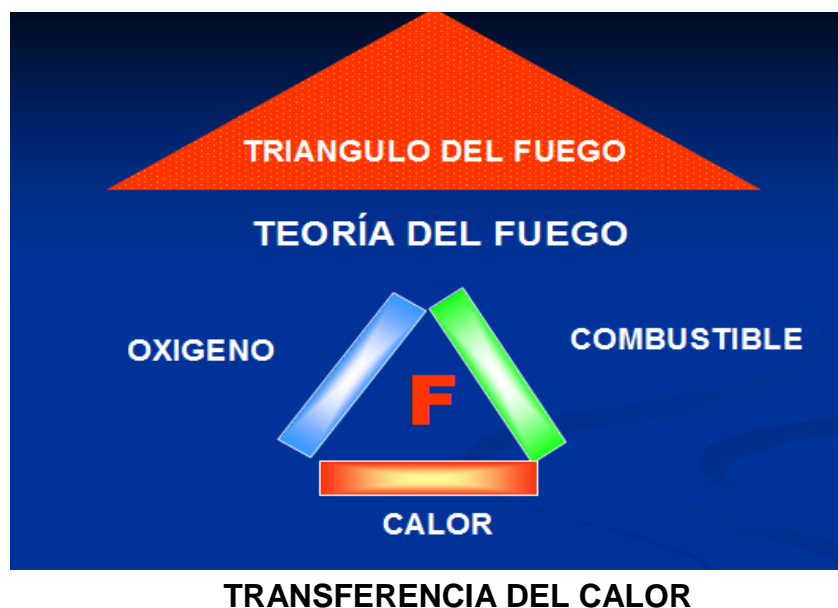 TRIANGULO DEL FUEGO
TEORÍA DEL FUEGO
OXIGENO
COMBUSTIBLE
F
CALOR
TRANSFERENCIA DEL CALOR